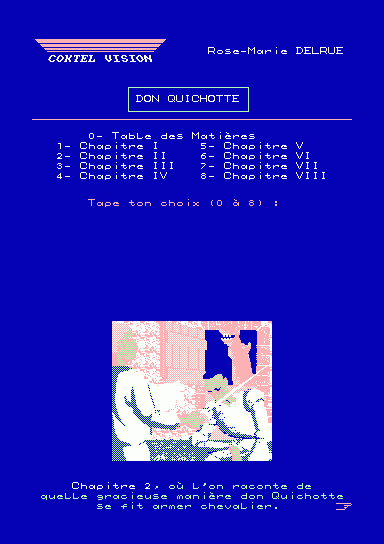 COKTEL VISION
Rose-Marie DELRUE
DON QUICHOTTE
0- Table des Matières
1- Chapitre I 5- Chapitre V
2- Chapitre II 6- Chapitre VI
3- Chapitre III 7- Chapitre VII
4- Chapitre IV 8- Chapitre VIII
Tape ton choix (0 à 8) :
Chapitre 2, où l'on raconte de
quelle gracieuse manière don Quichotte
se fit armer chevalier.